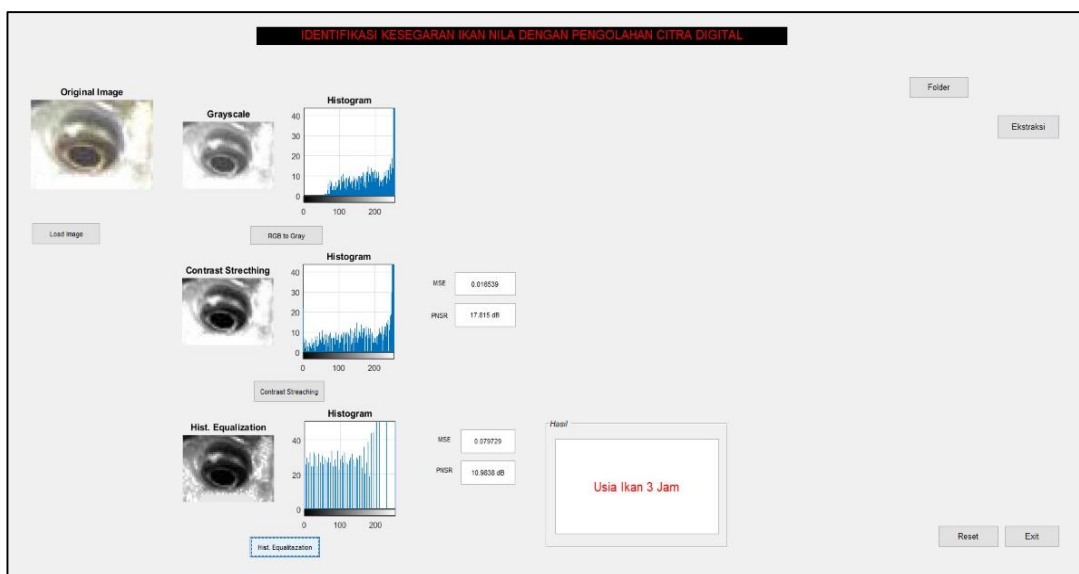 IDENTIFIKASI KESEGARAN IKAN NILA DENGAN PENGOLAHAN CITRA DIGITAL
Folder
Ekstraksi
Original Image
Load Image
Grayscale
Histogram
40
30
20
10
0
0 100 200
RGB to Gray
Contrast Strecthing
Histogram
40
30
20
10
0
0 100 200
MSE 0.016539
PNSR 17.815 dB
Contrast Streaching
Hist. Equalization
Histogram
40
20
0
0 100 200
MSE 0.079729
PNSR 10.9838 dB
Hist. Equalitazation
Hasil
Usia Ikan 3 Jam
Reset
Exit